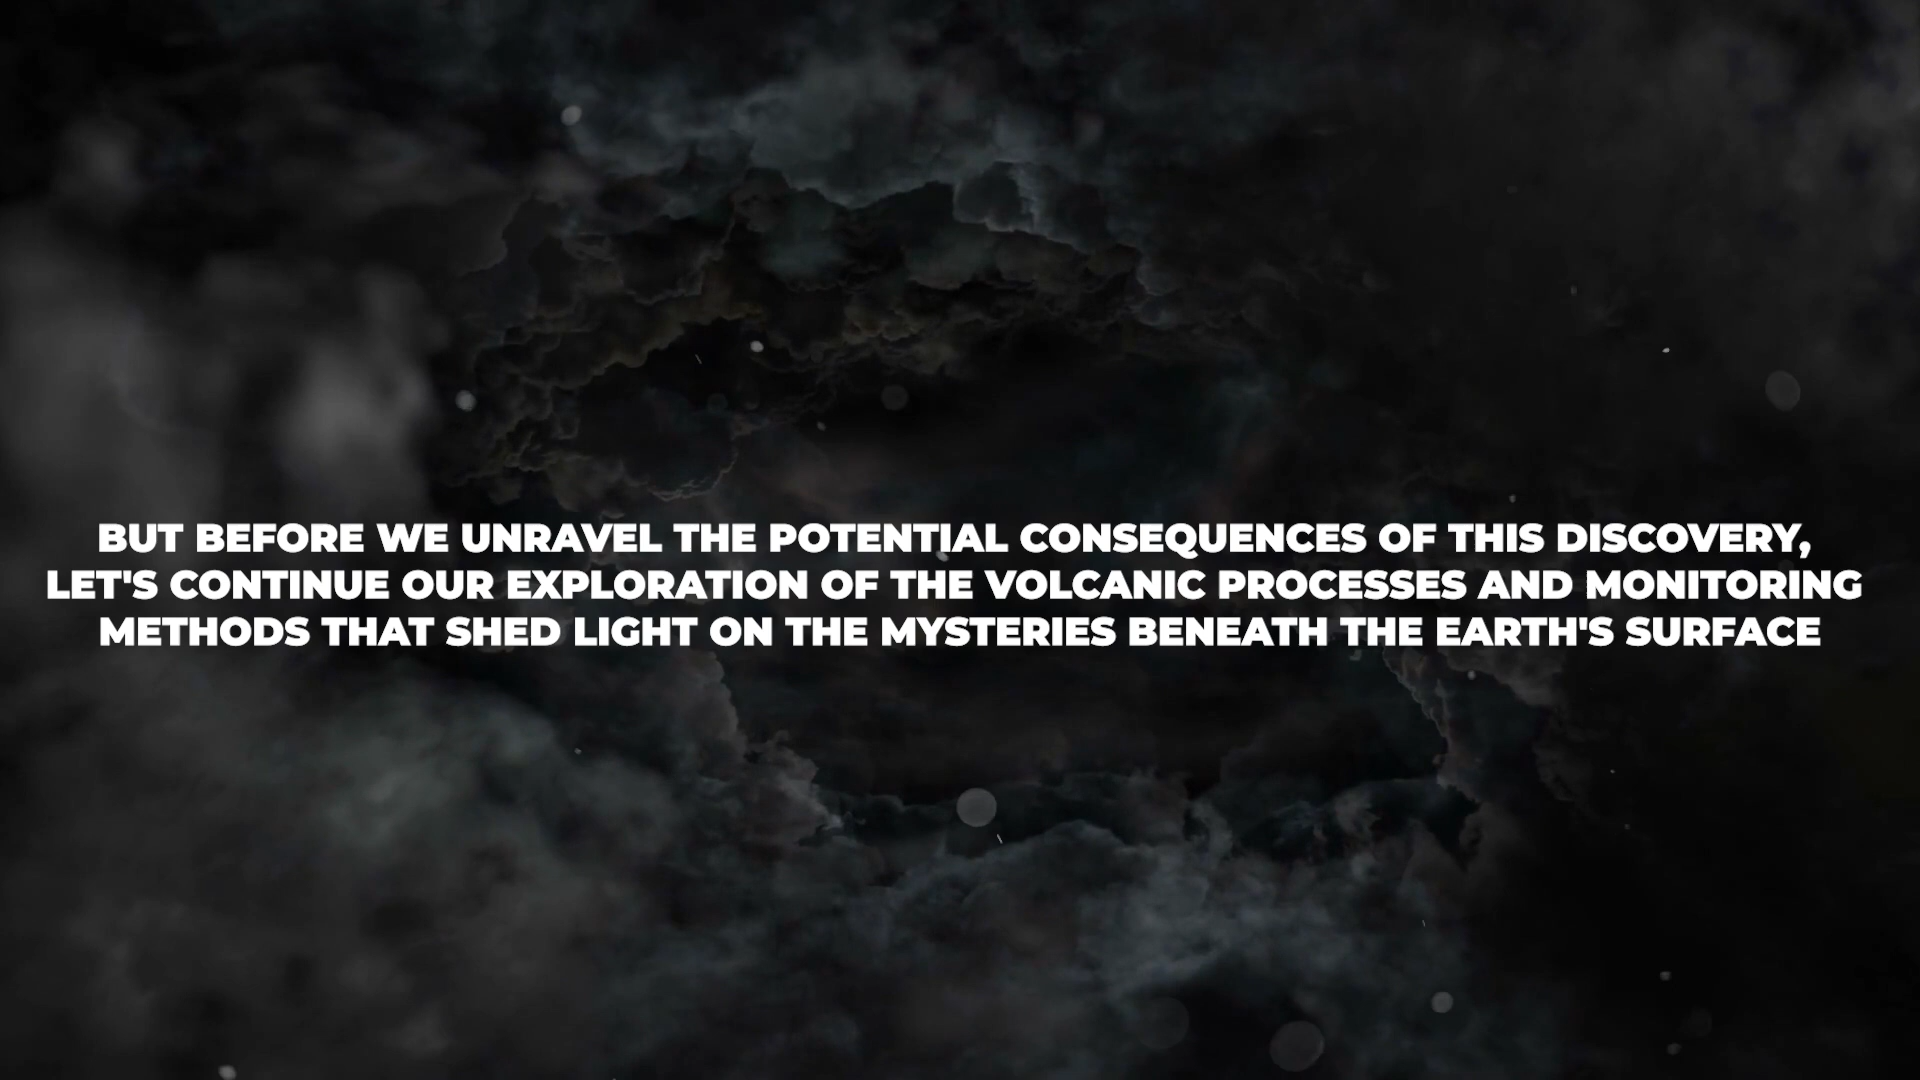 BUT BEFORE WE UNRAVEL THE POTENTIAL CONSEQUENCES OF THIS DISCOVERY,
LET'S CONTINUE OUR EXPLORATION OF THE VOLCANIC PROCESSES AND MONITORING
METHODS THAT SHED LIGHT ON THE MYSTERIES BENEATH THE EARTH'S SURFACE